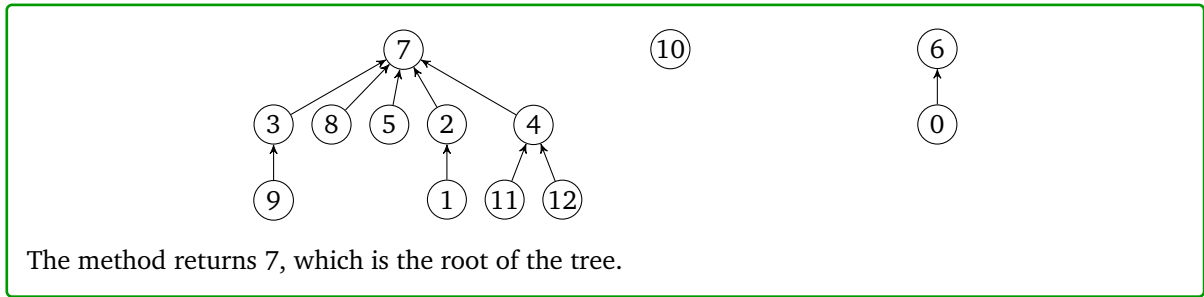 7 10 6
3 8 5 2 4 0
9 1 11 12
The method returns 7, which is the root of the tree.